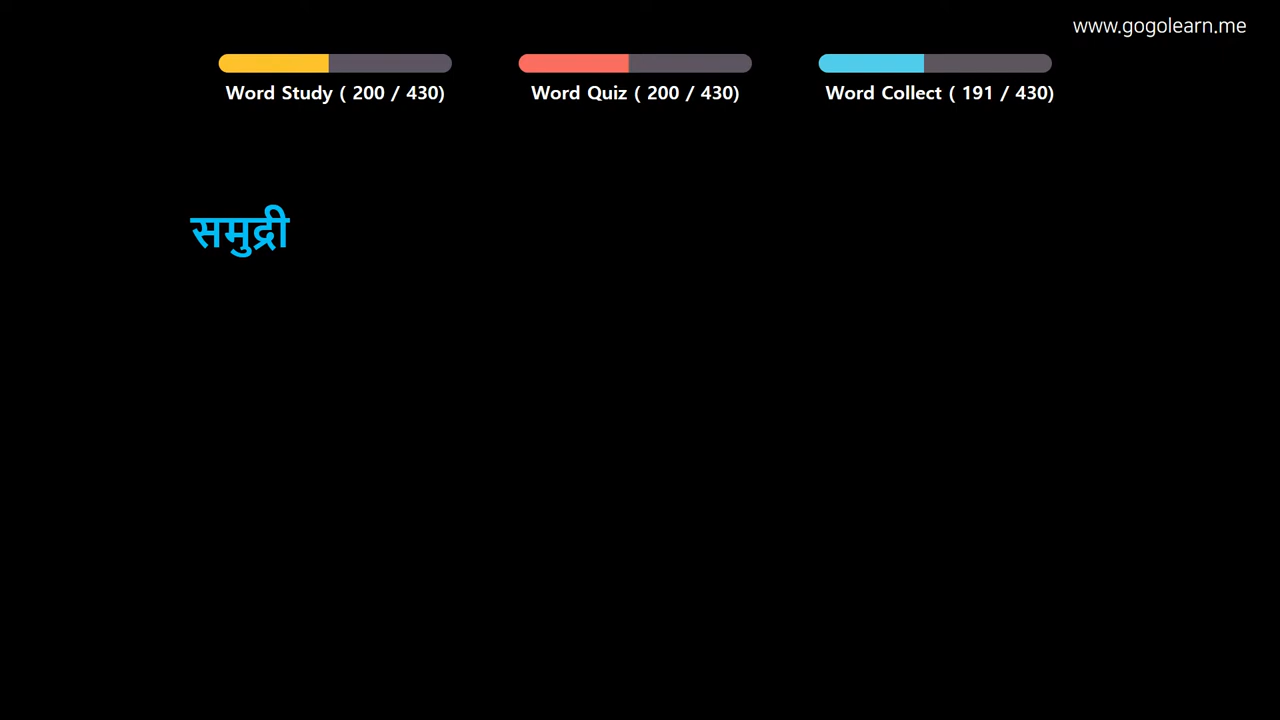 www.gogolearn.me
Word Study ( 200 / 430)
Word Quiz ( 200 / 430)
Word Collect ( 191 / 430)
समुद्री